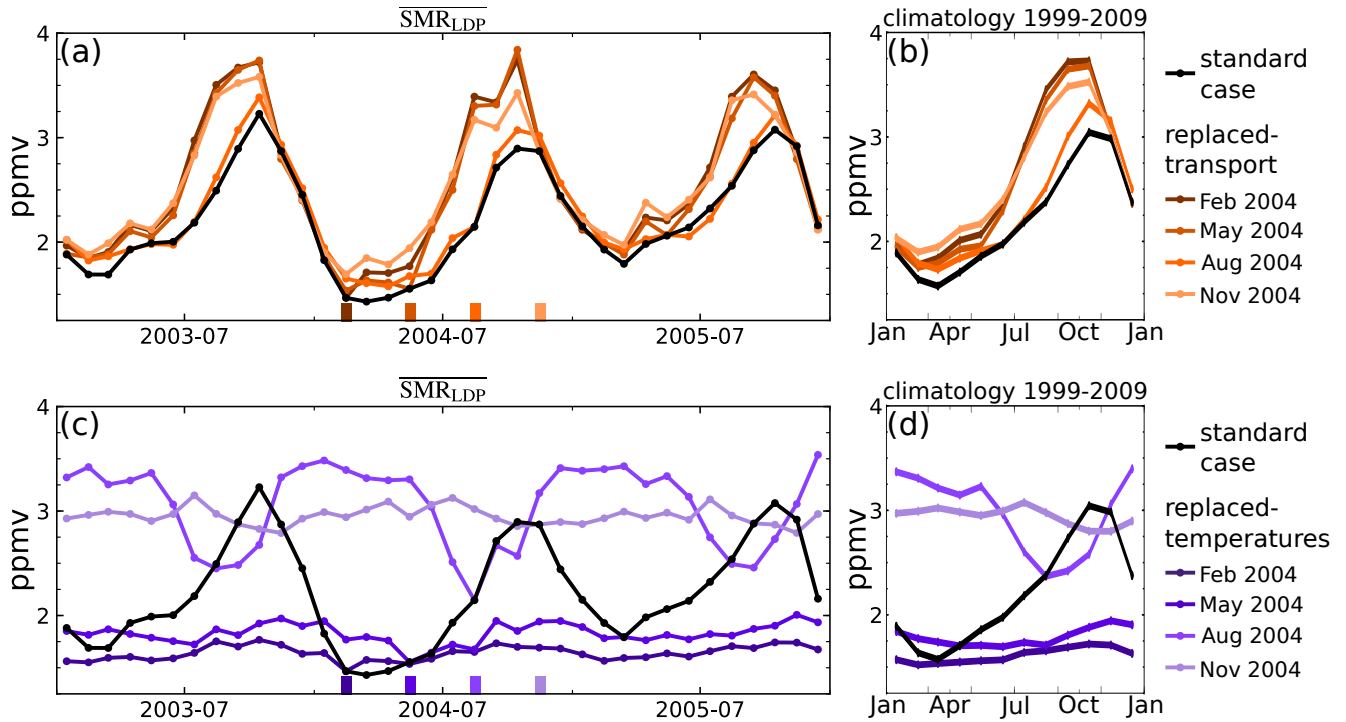 SMR_LDP
climatology 1999-2009
(a)
(b)
4
3
2
ppmv
2003-07
2004-07
2005-07
4
3
2
ppmv
Jan
Apr
Jul
Oct
Jan
standard
case
replaced-
transport
Feb 2004
May 2004
Aug 2004
Nov 2004
SMR_LDP
climatology 1999-2009
(c)
(d)
4
3
2
ppmv
2003-07
2004-07
2005-07
4
3
2
ppmv
Jan
Apr
Jul
Oct
Jan
standard
case
replaced-
temperatures
Feb 2004
May 2004
Aug 2004
Nov 2004